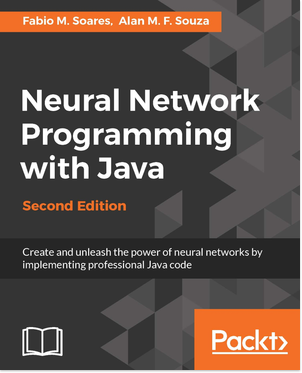 Fabio M. Soares, Alan M. F. Souza
Neural Network
Programming
with Java
Second Edition
Create and unleash the power of neural networks by
implementing professional Java code
Packt>